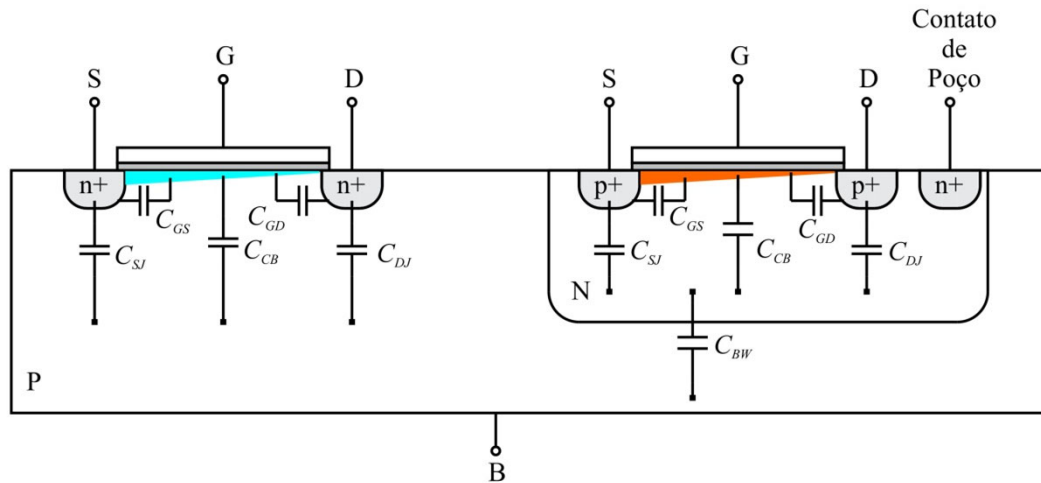 Contato
de
Poço
G
G
S
D
S
D
n+
n+
p+
p+
n+
C_GS
C_GD
C_GS
C_GD
C_SJ
C_CB
C_DJ
C_SJ
C_CB
C_DJ
N
C_BW
P
B